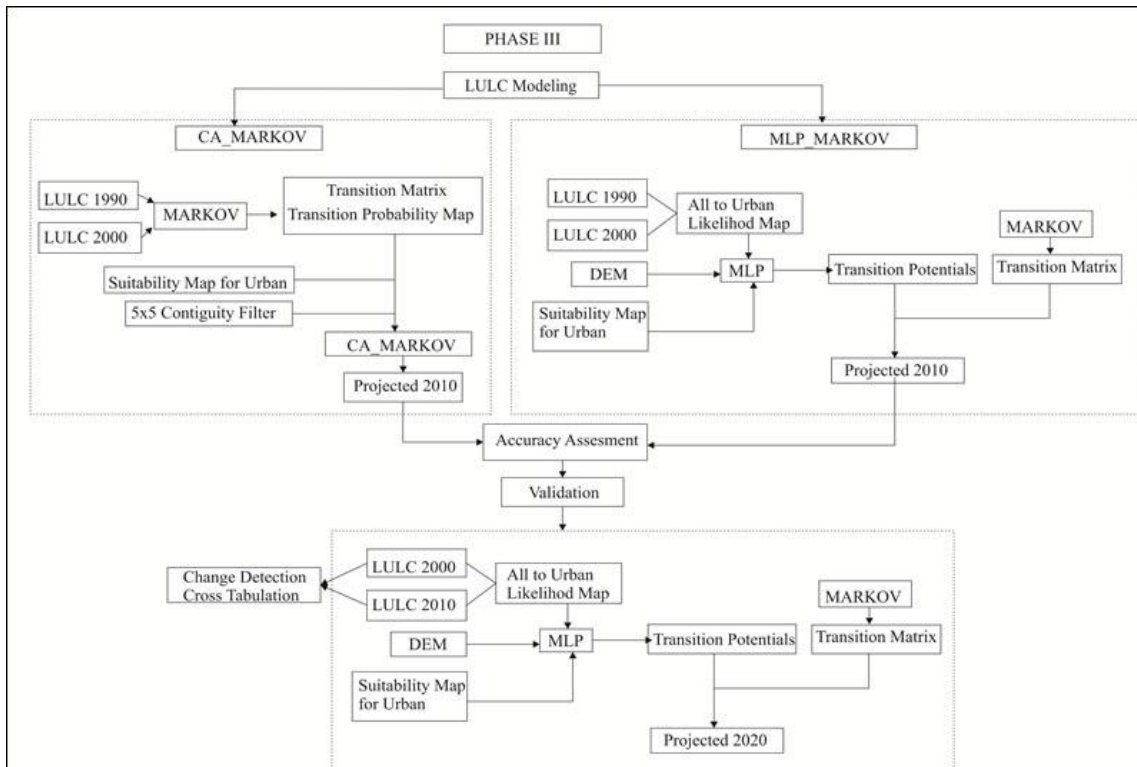 PHASE III
LULC Modeling
CA_MARKOV
LULC 1990
LULC 2000
MARKOV
Transition Matrix
Transition Probability Map
Suitability Map for Urban
5x5 Contiguity Filter
CA_MARKOV
Projected 2010
MLP_MARKOV
LULC 1990
LULC 2000
All to Urban
Likelihod Map
DEM
MLP
Suitability Map
for Urban
Transition Potentials
MARKOV
Transition Matrix
Projected 2010
Accuracy Assesment
Validation
Change Detection
Cross Tabulation
LULC 2000
LULC 2010
All to Urban
Likelihod Map
DEM
MLP
Suitability Map
for Urban
Transition Potentials
MARKOV
Transition Matrix
Projected 2020